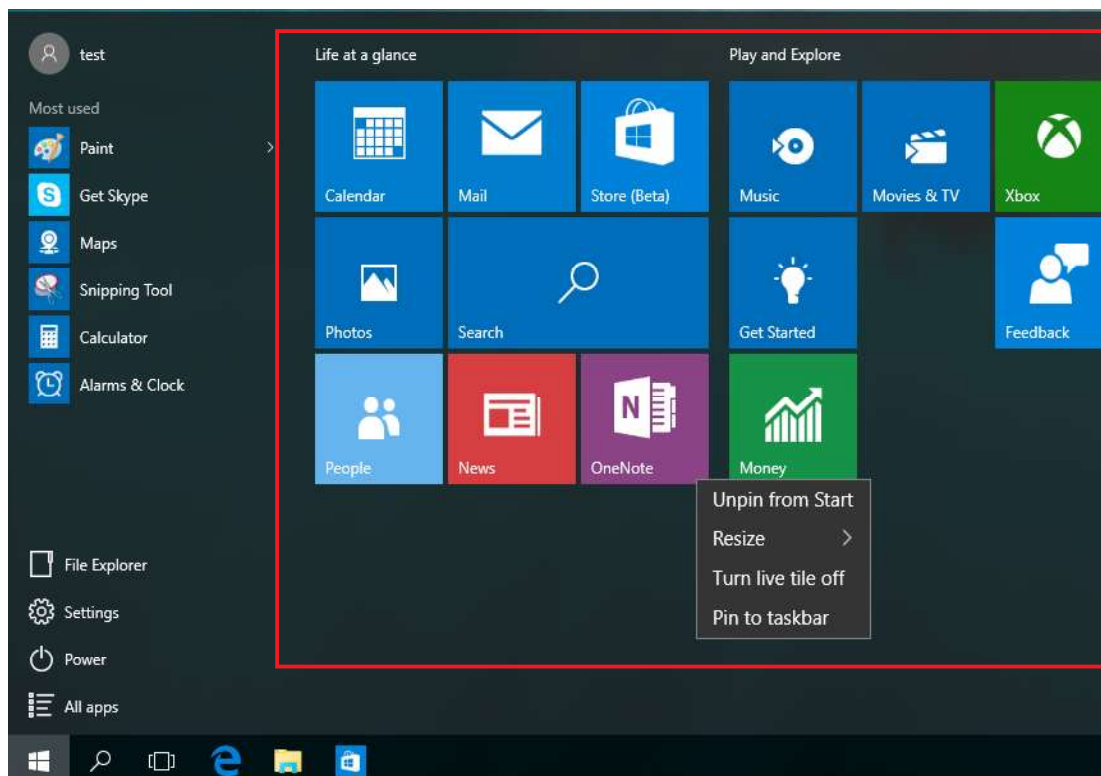 test
Most used
Paint
Get Skype
Maps
Snipping Tool
Calculator
Alarms & Clock
File Explorer
Settings
Power
All apps
Life at a glance
Calendar
Mail
Store (Beta)
Photos
Search
People
News
N
OneNote
Play and Explore
Music
Movies & TV
Xbox
Get Started
Feedback
Money
Unpin from Start
Resize
Turn live tile off
Pin to taskbar